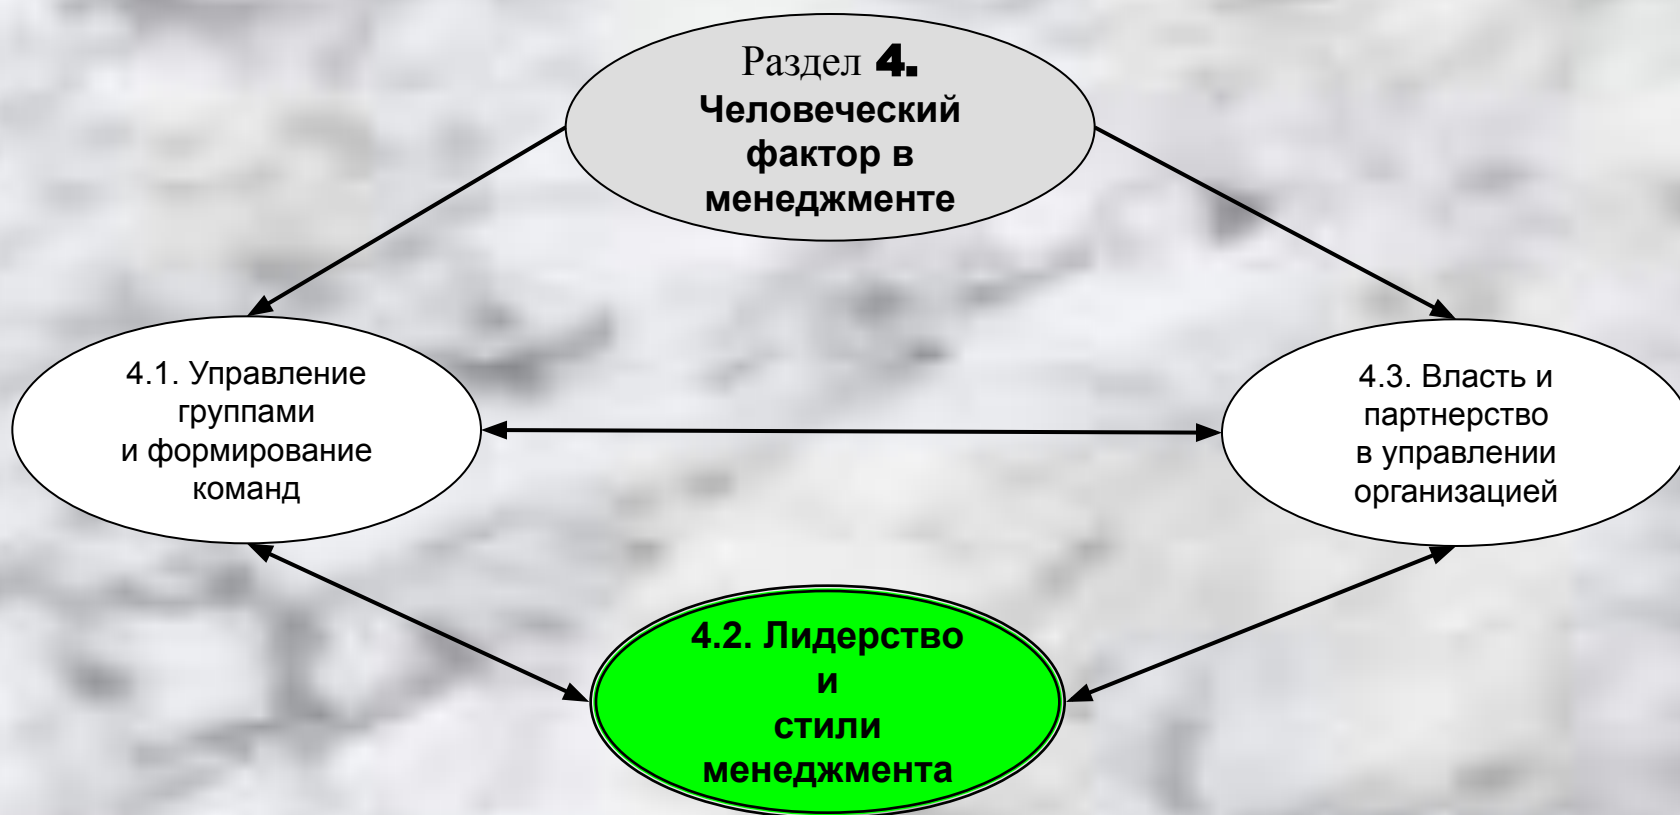 Раздел 4.
Человеческий
фактор в
менеджменте
4.1. Управление
группами
и формирование
команд
4.3. Власть и
партнерство
в управлении
организацией
4.2. Лидерство
и
стили
менеджмента